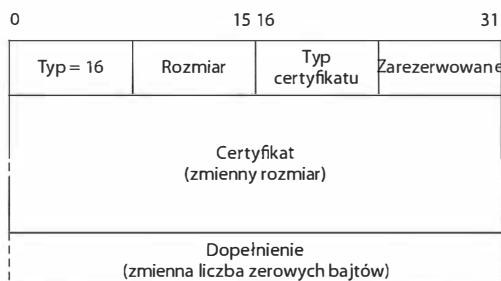 0 15 16 31
Typ = 16 Rozmiar Typ certyfikatu Zarezerwowane
Certyfikat
(zmienny rozmiar)
Dopełnienie
(zmienna liczba zerowych bajtów)